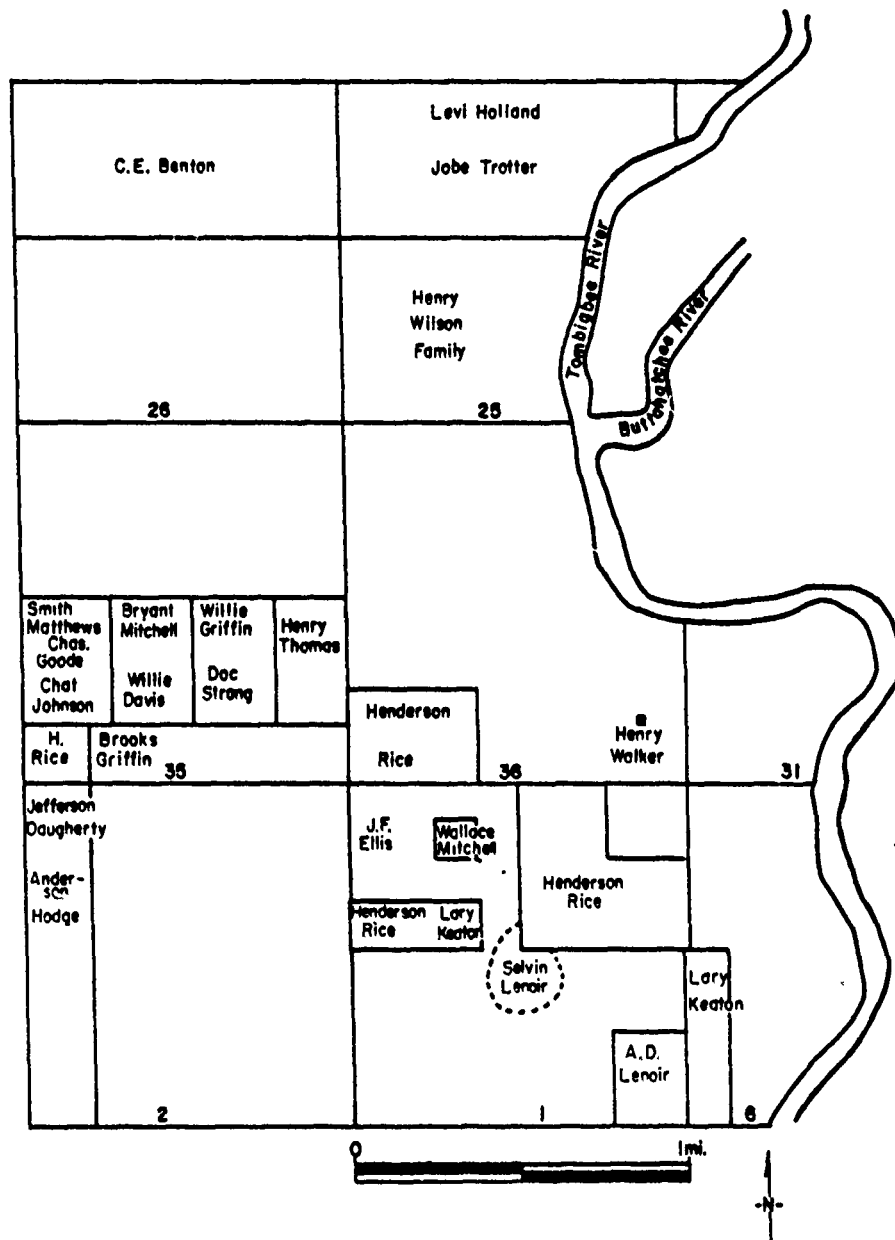 Levi Holland
C.E. Benton
Jobe Trotter
Tombigbee River
Henry
Wilson
Family
Buttahatchee River
26
25
Smith
Matthews
Chas.
Goode
Chat
Johnson
Bryant
Mitchell
Willie
Davis
Willie
Griffin
Doc
Strong
Henry
Thomas
Henderson
Rice
Henry
Walker
H.
Rice
Brooks
Griffin
35
36
31
Jefferson
Daugherty
Ander-
son
Hodge
J.F.
Ellis
Wallace
Mitchell
Henderson
Rice
Henderson
Rice
Lary
Keaton
Selvin
Lenoir
Lary
Keaton
A.D.
Lenoir
2
1
6
0
1mi.
-N-